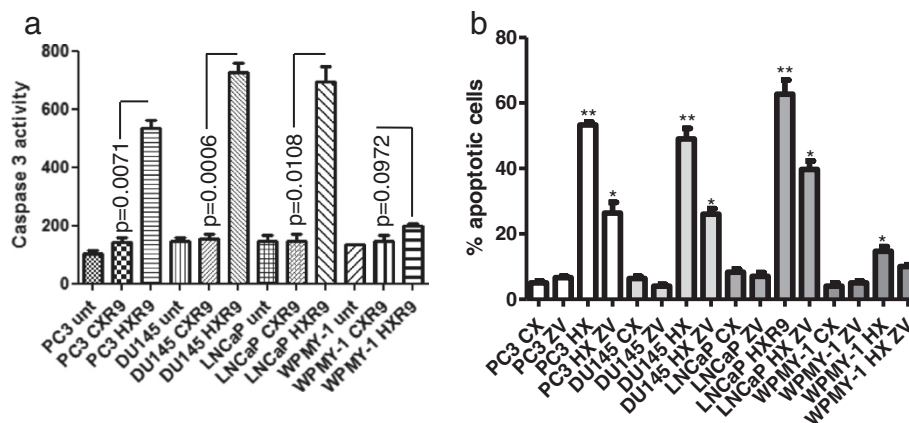 a
Caspase 3 activity
800
600
400
200
0
p=0.0071
p=0.0006
p=0.0108
p=0.0972
PC3 unt
PC3 CXR9
PC3 HXR9
DU145 unt
DU145 CXR9
DU145 HXR9
LNCaP unt
LNCaP CXR9
LNCaP HXR9
WPMY-1 unt
WPMY-1 CXR9
WPMY-1 HXR9
b
% apoptotic cells
80
60
40
20
0
**
*
**
*
**
*
*
PC3 CX
PC3 ZV
PC3 HX
PC3 HX ZV
DU145 CX
DU145 ZV
DU145 HX
DU145 HX ZV
LNCaP CX
LNCaP ZV
LNCaP HXR9
LNCaP HX ZV
WPMY-1 CX
WPMY-1 ZV
WPMY-1 HX
WPMY-1 HX ZV